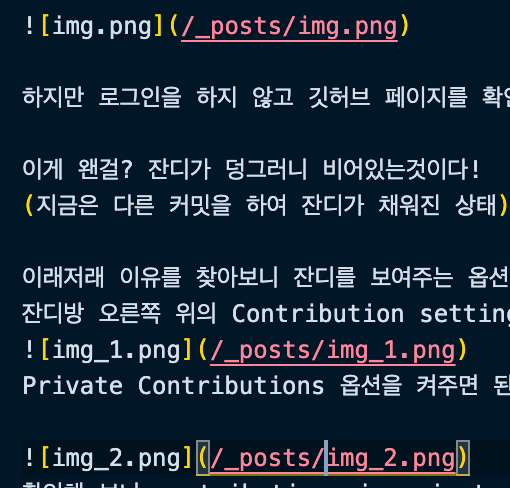 ![img.png](/_posts/img.png)
하지만 로그인을 하지 않고 깃허브 페이지를
이게 왠걸? 잔디가 덩그러니 비어있는것이다!
(지금은 다른 커밋을 하여 잔디가 채워진 상태)
이래저래 이유를 찾아보니 잔디를 보여주는 옵션
잔디방 오른쪽 위의 Contribution setting
![img_1.png](/_posts/img_1.png)
Private Contributions 옵션을 켜주면
![img_2.png](/_posts/img_2.png)